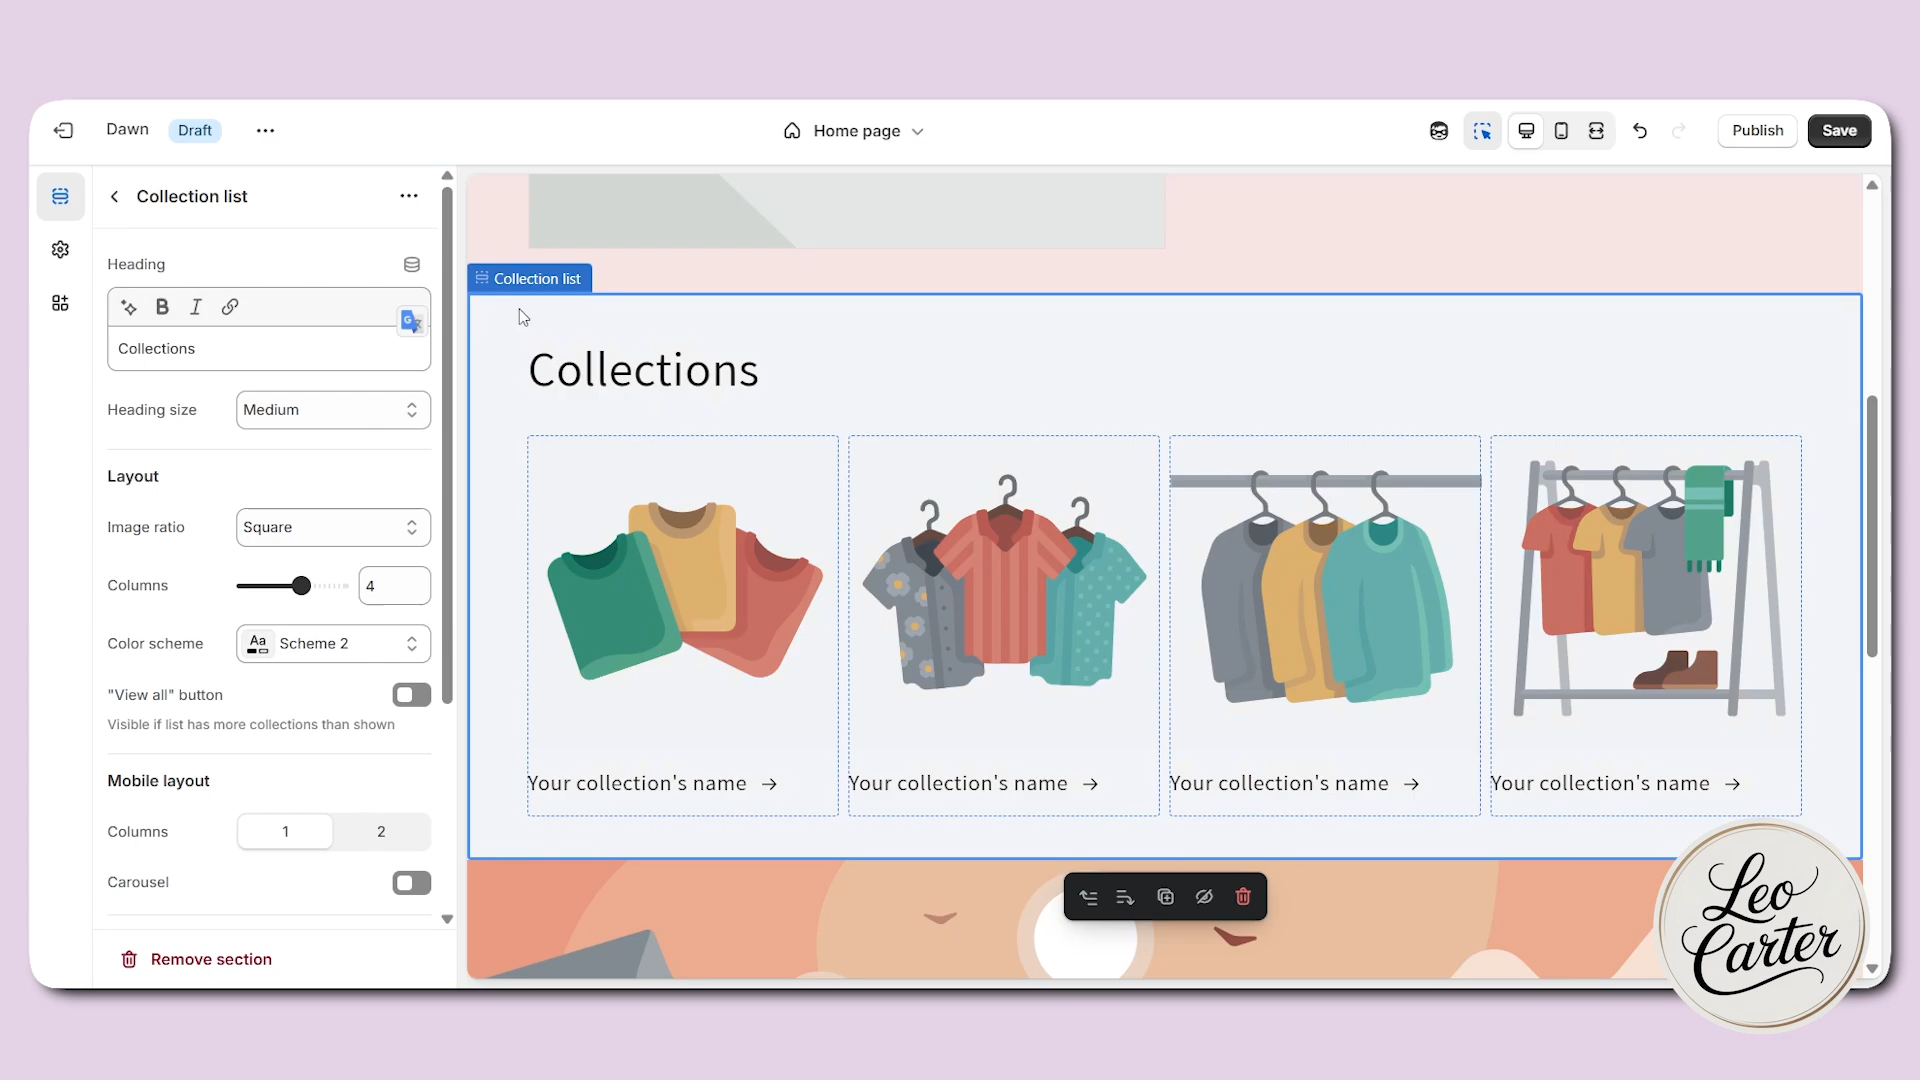 Dawn
Draft
Home page
Publish
Save
Collection list
Heading
Collections
Heading size
Medium
Layout
Image ratio
Square
Columns
4
Color scheme
Aa
Scheme 2
"View all" button
Visible if list has more collections than shown
Mobile layout
Columns
1
2
Carousel
Remove section
Collection list
Collections
Your collection's name →
Your collection's name →
Your collection's name →
Your collection's name →
Leo
Carter